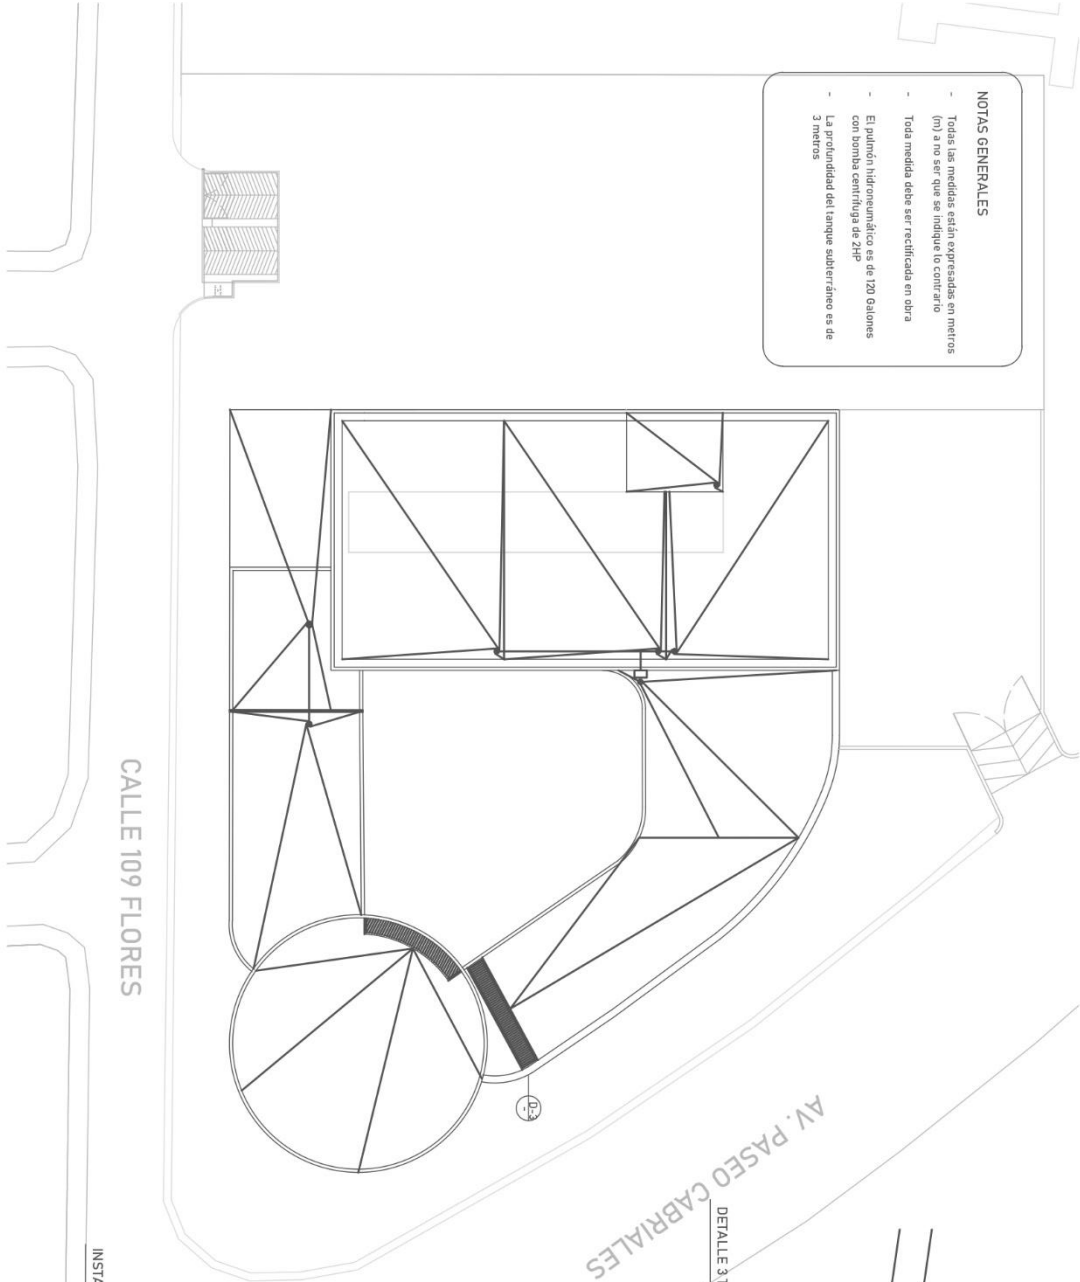 NOTAS GENERALES
- Todas las medidas están expresadas en metros
(m) a no ser que se indique lo contrario
- Toda medida debe ser rectificada en obra
- El pulmón hidroneumático es de 120 Galones
con bomba centrífuga de 2HP
- La profundidad del tanque subterráneo es de
3 metros
CALLE 109 FLORES
AV. PASEO CABRIALES
D-3
-
DETALLE 3
INSTA